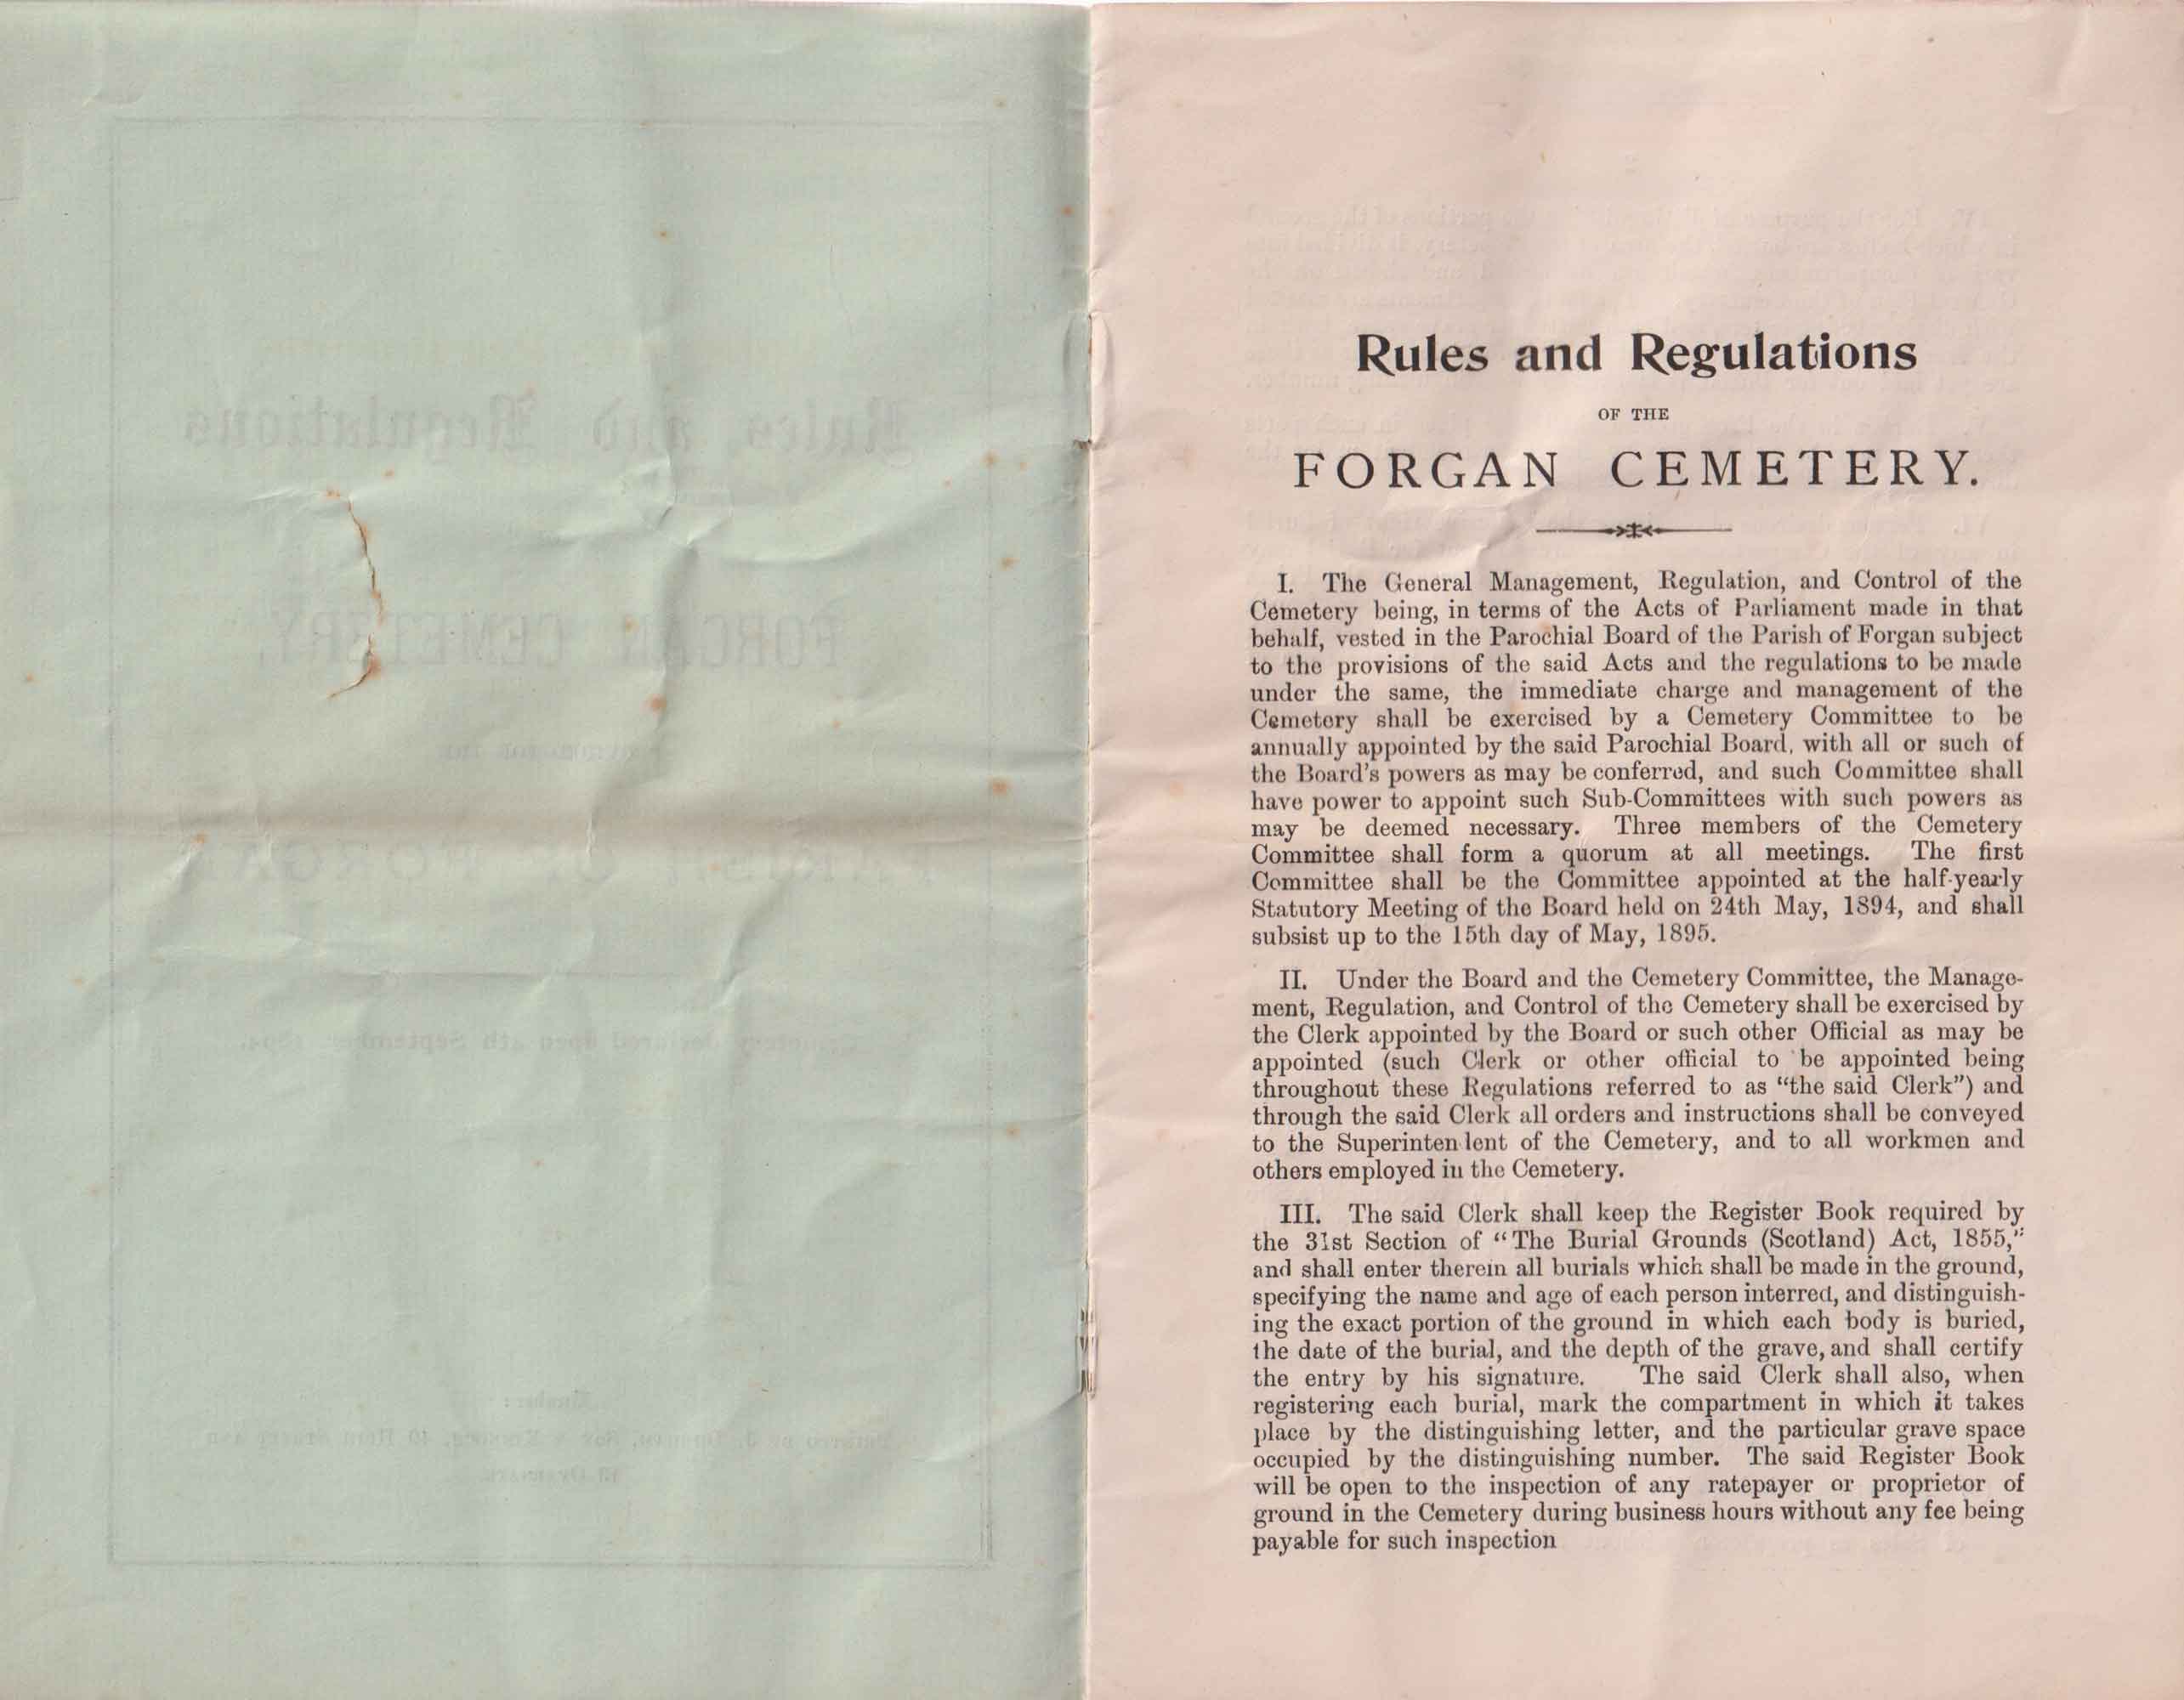 Rules and Regulations
OF THE
FORGAN CEMETERY.
I. The General Management, Regulation, and Control of the
Cemetery being, in terms of the Acts of Parliament made in that
behalf, vested in the Parochial Board of the Parish of Forgan subject
to the provisions of the said Acts and the regulations to be made
under the same, the immediate charge and management of the
Cemetery shall be exercised by a Cemetery Committee to be
annually appointed by the said Parochial Board, with all or such of
the Board's powers as may be conferred, and such Committee shall
have power to appoint such Sub-Committees with such powers as
may be deemed necessary. Three members of the Cemetery
Committee shall form a quorum at all meetings. The first
Committee shall be the Committee appointed at the half-yearly
Statutory Meeting of the Board held on 24th May, 1894, and shall
subsist up to the 15th day of May, 1895.
II. Under the Board and the Cemetery Committee, the Manage-
ment, Regulation, and Control of the Cemetery shall be exercised by
the Clerk appointed by the Board or such other Official as may be
appointed (such Clerk or other official to be appointed being
throughout these Regulations referred to as "the said Clerk") and
through the said Clerk all orders and instructions shall be conveyed
to the Superinten lent of the Cemetery, and to all workmen and
others employed in the Cemetery.
III. The said Clerk shall keep the Register Book required by
the 31st Section of "The Burial Grounds (Scotland) Act, 1855,"
and shall enter therein all burials which shall be made in the ground,
specifying the name and age of each person interred, and distinguish-
ing the exact portion of the ground in which each body is buried,
the date of the burial, and the depth of the grave, and shall certify
the entry by his signature. The said Clerk shall also, when
registering each burial, mark the compartment in which it takes
place by the distinguishing letter, and the particular grave space
occupied by the distinguishing number. The said Register Book
will be open to the inspection of any ratepayer or proprietor of
ground in the Cemetery during business hours without any fee being
payable for such inspection